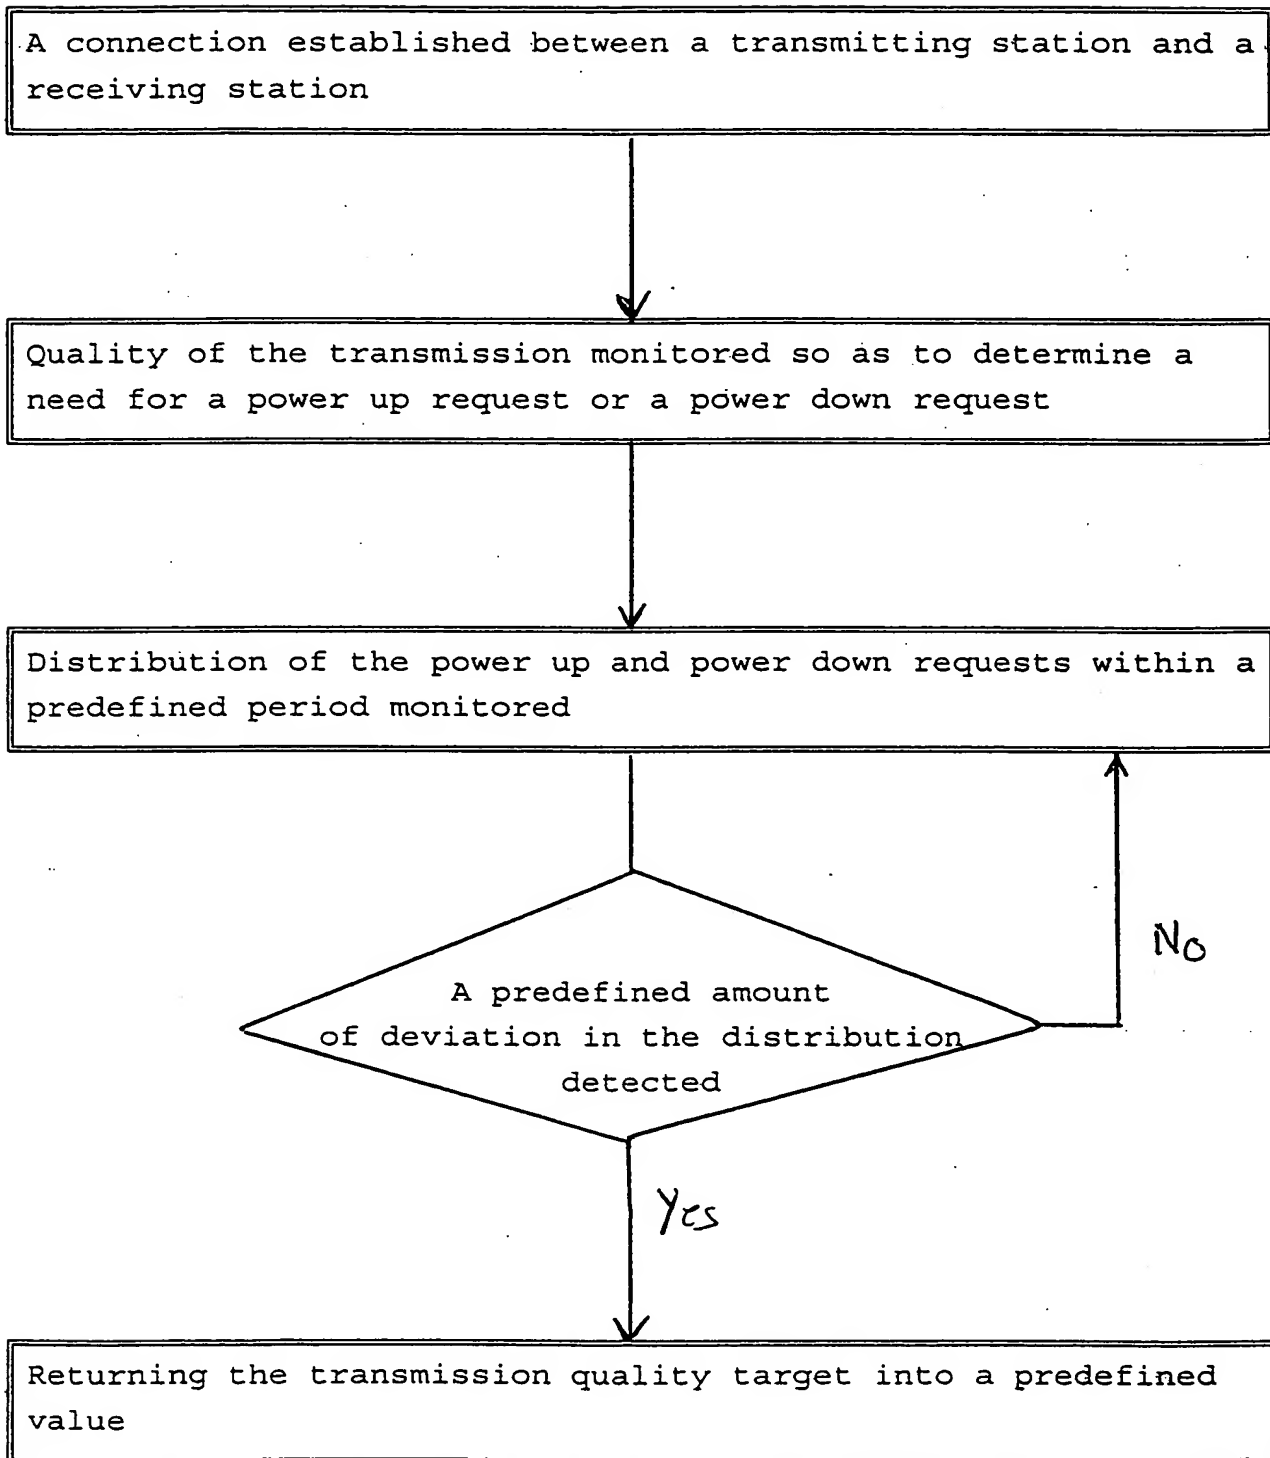 A connection established between a transmitting station and a
receiving station
Quality of the transmission monitored so as to determine a
need for a power up request or a power down request
Distribution of the power up and power down requests within a
predefined period monitored
No
A predefined amount
of deviation in the distribution
detected
Yes
Returning the transmission quality target into a predefined
value